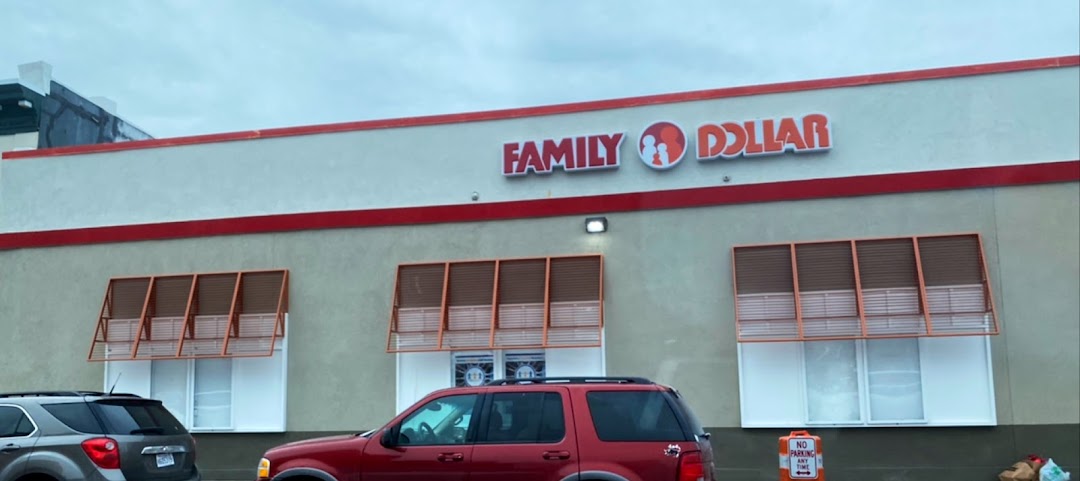 FAMILY DOLLAR
NO
PARKING
ANY
TIME